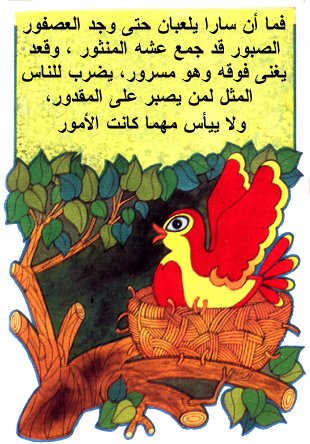 فما أن سارا يلعبان حتى وجد العصفور
الصبور قد جمع عشه المنثور ، وقعد
يغنى فوقه وهو مسرور، يضرب للناس
المثل لمن يصبر على المقدور،
ولا ييأس مهما كانت الأمور